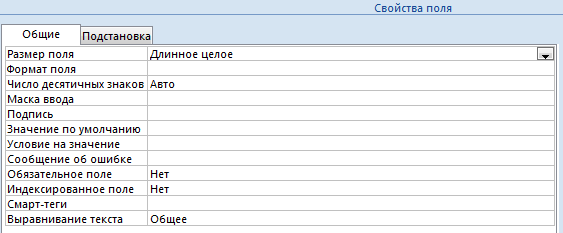 Свойства поля
Общие Подстановка
Размер поля Длинное целое
Формат поля
Число десятичных знаков Авто
Маска ввода
Подпись
Значение по умолчанию
Условие на значение
Сообщение об ошибке
Обязательное поле Нет
Индексированное поле Нет
Смарт-теги
Выравнивание текста Общее